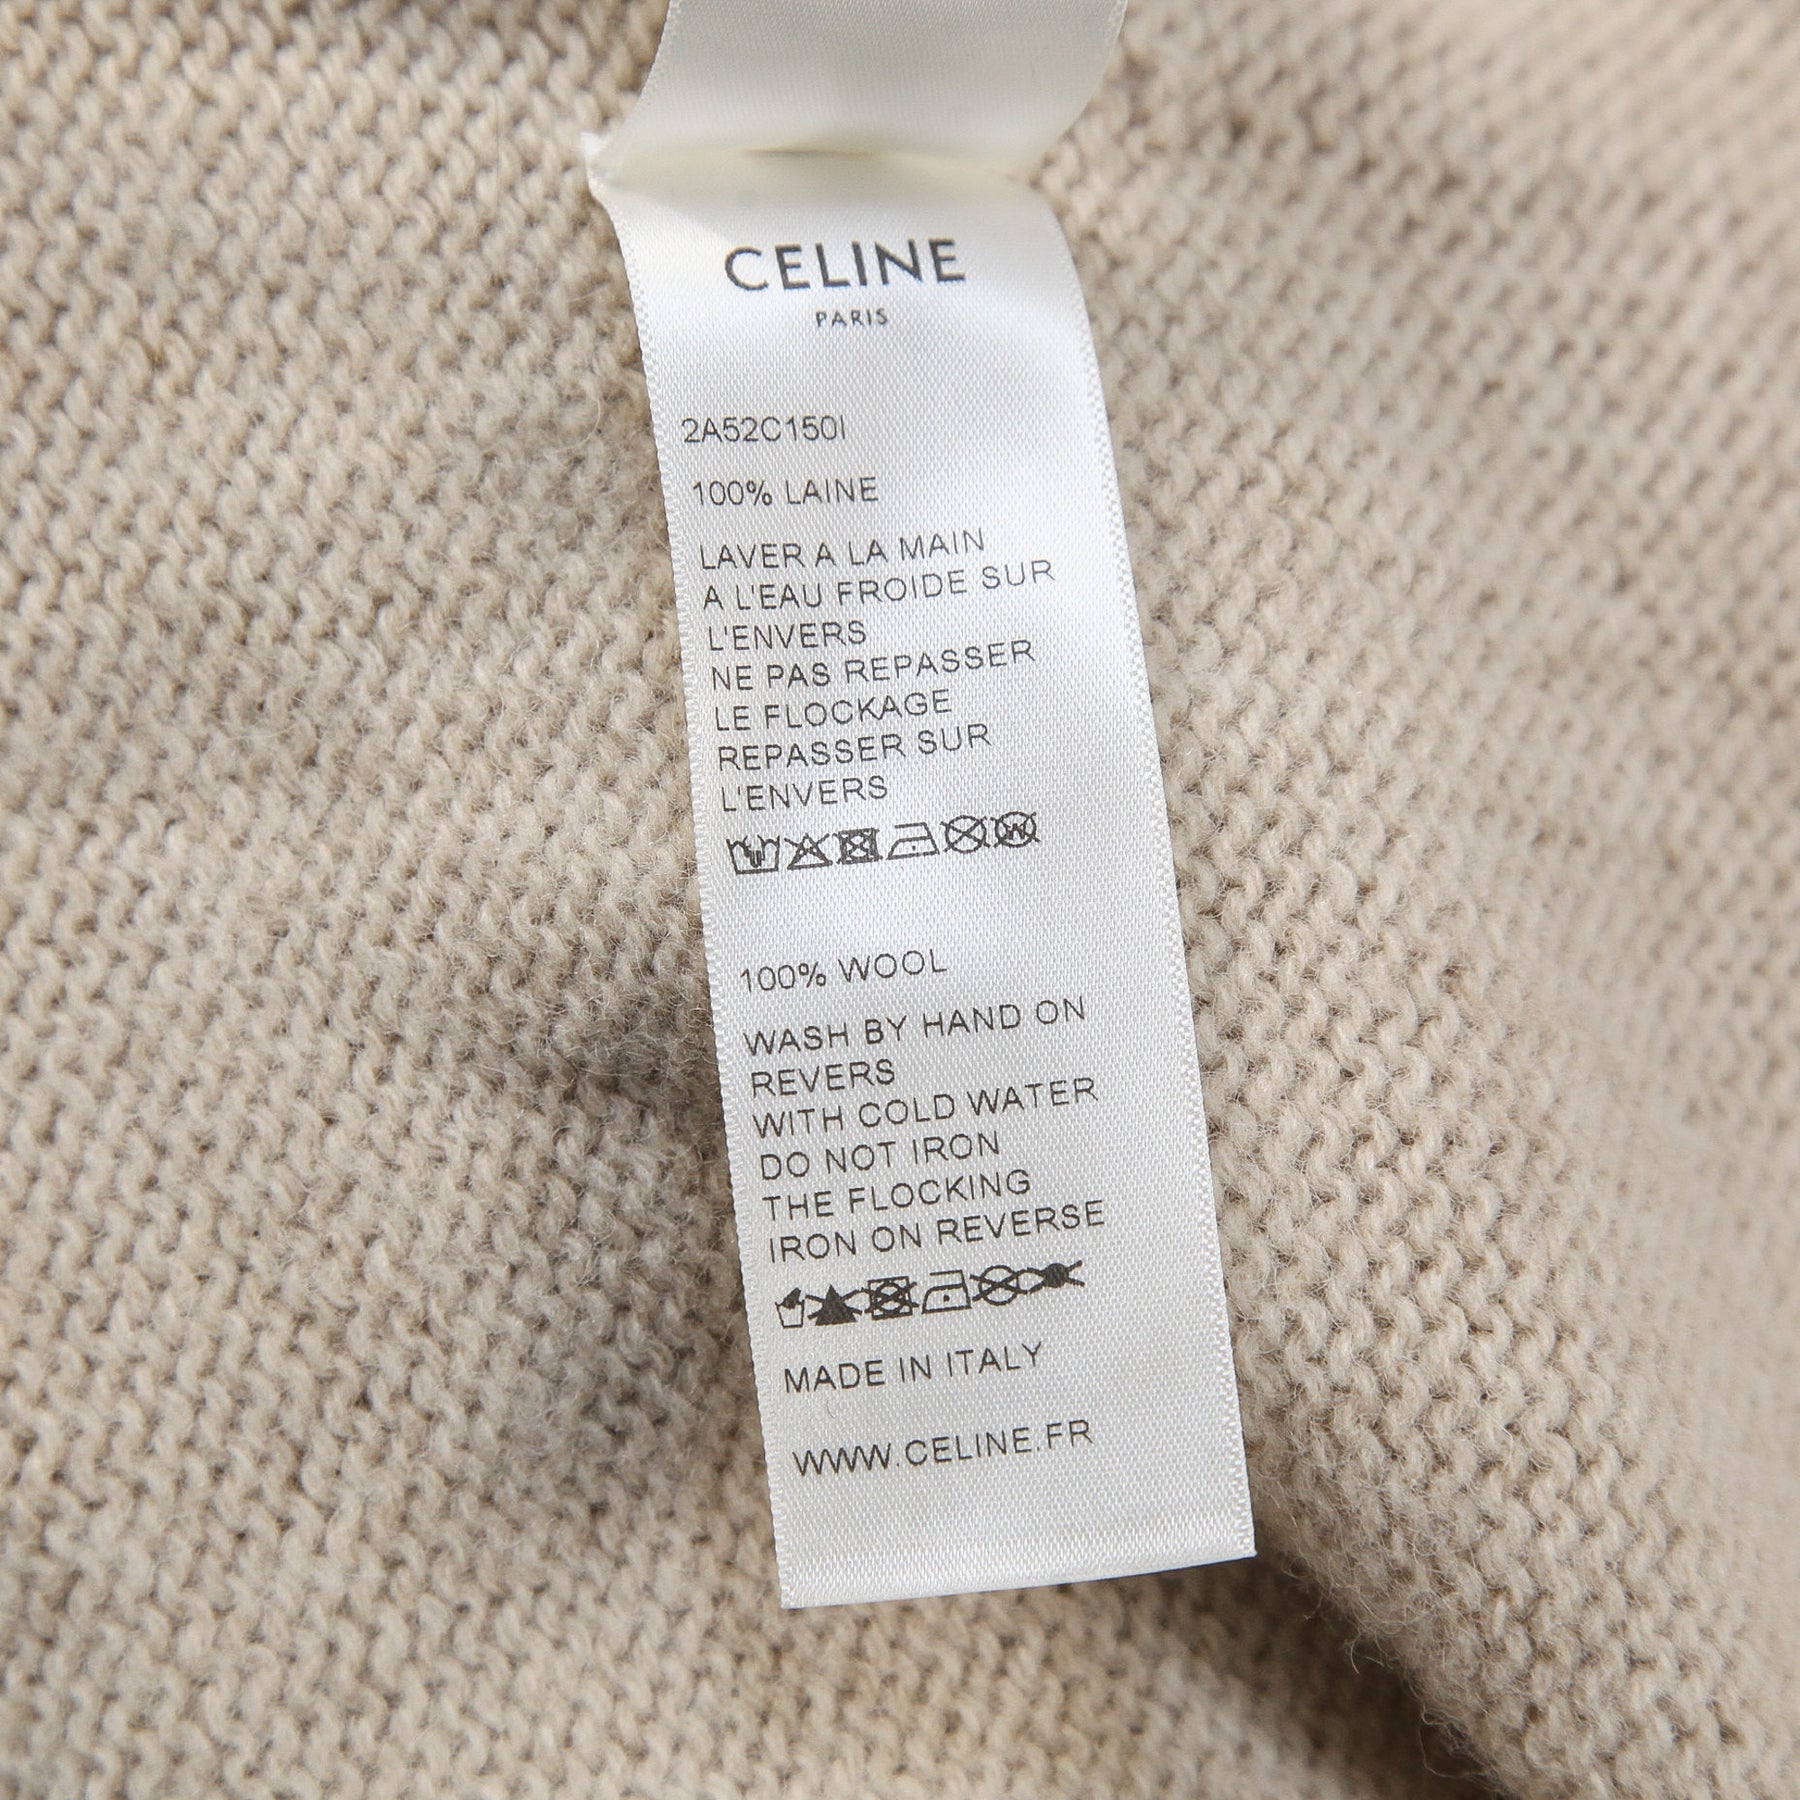 CELINE
PARIS
2A52C150I
100% LAINE
LAVER A LA MAIN
A L'EAU FROIDE SUR
L'ENVERS
NE PAS REPASSER
LE FLOCKAGE
REPASSER SUR
L'ENVERS
W
100% WOOL
WASH BY HAND ON
REVERS
WITH COLD WATER
DO NOT IRON
THE FLOCKING
IRON ON REVERSE
MADE IN ITALY
WWW.CELINE.FR